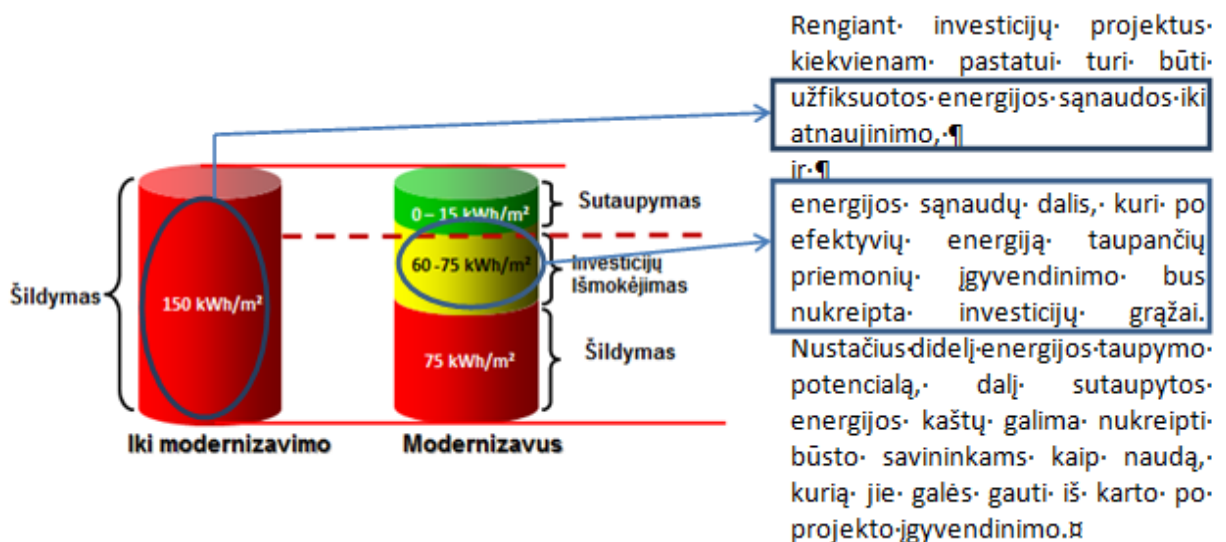 Rengiant· investicijų· projektus·
kiekvienam· pastatui· turi· būti·
užfiksuotos·energijos·sąnaudos·iki
atnaujinimo,·¶
ir·¶
energijos· sąnaudų· dalis,· kuri· po
efektyvių· energiją· taupančių
priemonių· įgyvendinimo· bus
nukreipta· investicijų· grąžai.
Nustačius·didelį·energijos·taupymo·
potencialą,· dalį· sutaupytos·
energijos· kaštų· galima· nukreipti·
būsto· savininkams· kaip· naudą,·
kurią· jie· galės· gauti· iš· karto· po·
projekto·įgyvendinimo.¤
Šildymas
150 kWh/m²
Iki modernizavimo
0 – 15 kWh/m²
Sutaupymas
60 -75 kWh/m²
Investicijų
Išmokėjimas
75 kWh/m²
Šildymas
Modernizavus